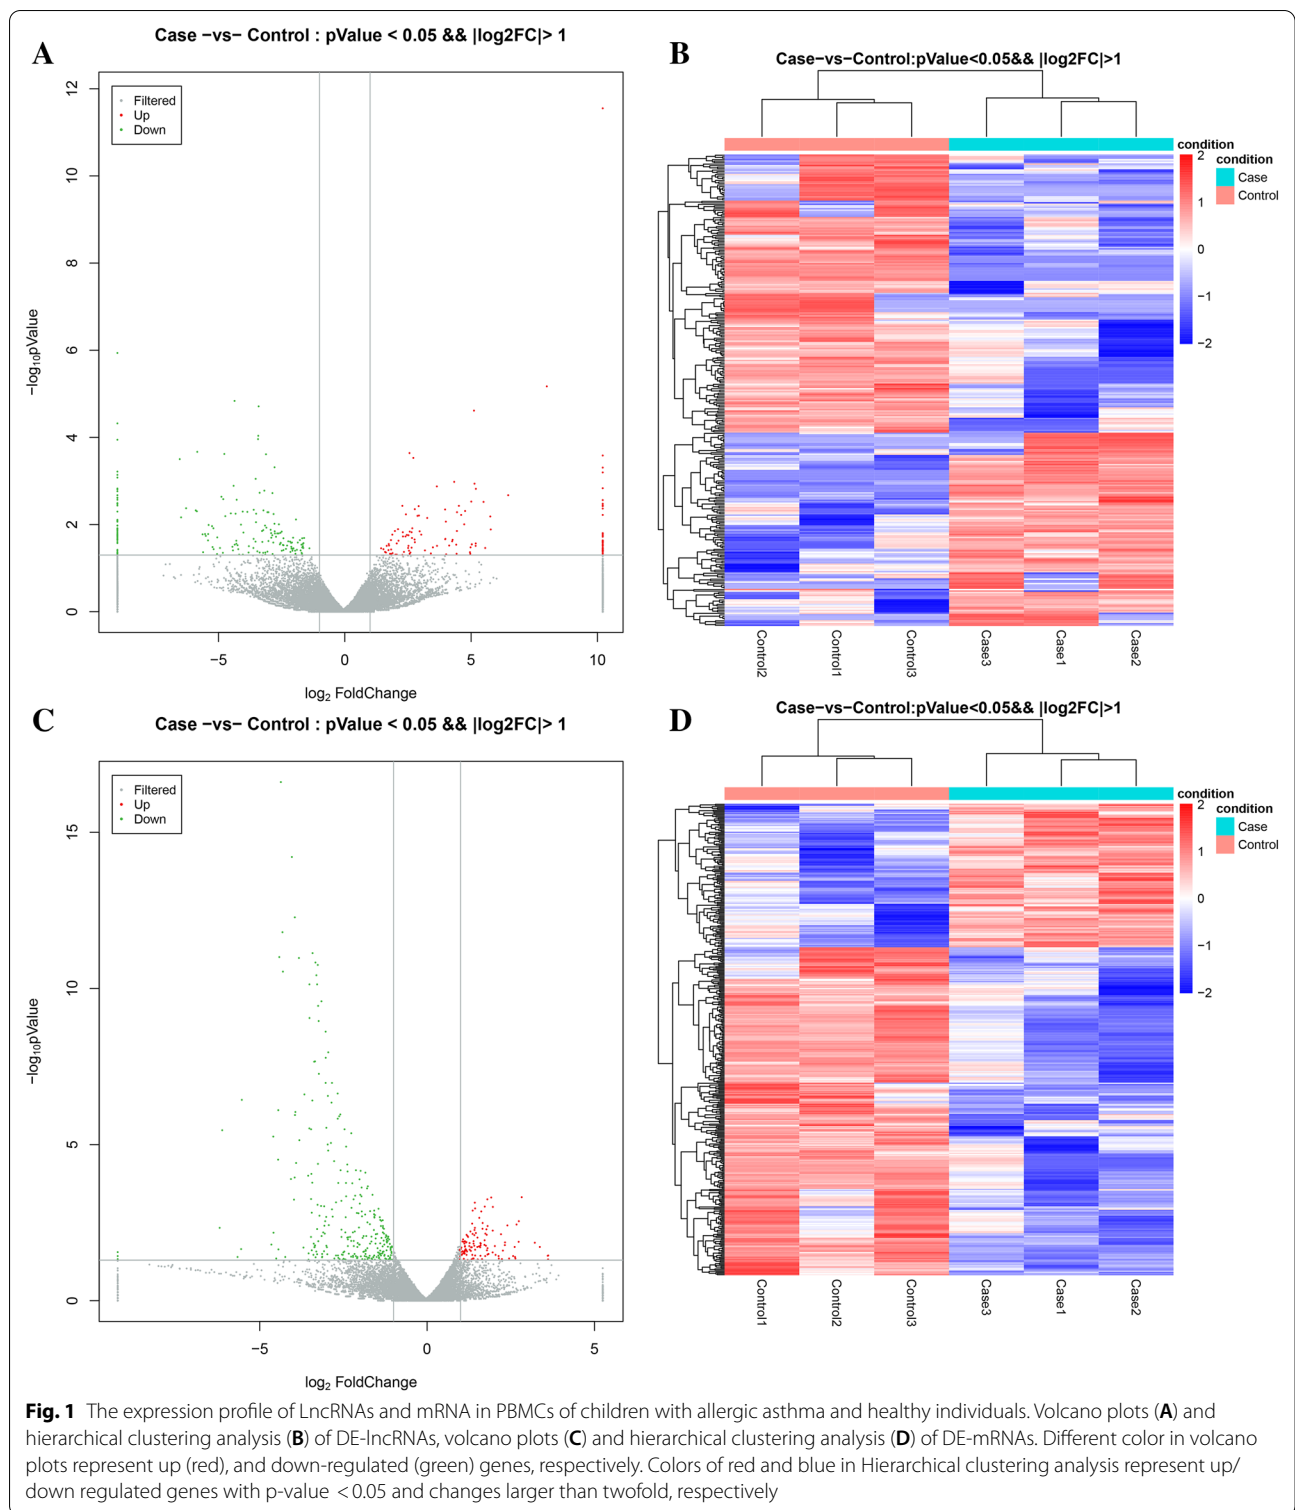 A
Case −vs− Control : pValue < 0.05 && |log2FC|> 1
Filtered
Up
Down
−log10pValue
12
10
8
6
4
2
0
−5
0
5
10
log2 FoldChange
B
Case−vs−Control:pValue<0.05&& |log2FC|>1
condition
2
1
0
−1
−2
condition
Case
Control
Control2
Control1
Control3
Case3
Case1
Case2
C
Case −vs− Control : pValue < 0.05 && |log2FC|> 1
Filtered
Up
Down
−log10pValue
15
10
5
0
−5
0
5
log2 FoldChange
D
Case−vs−Control:pValue<0.05&& |log2FC|>1
condition
2
1
0
−1
−2
condition
Case
Control
Control1
Control2
Control3
Case3
Case1
Case2
Fig. 1 The expression profile of LncRNAs and mRNA in PBMCs of children with allergic asthma and healthy individuals. Volcano plots (A) and
hierarchical clustering analysis (B) of DE-lncRNAs, volcano plots (C) and hierarchical clustering analysis (D) of DE-mRNAs. Different color in volcano
plots represent up (red), and down-regulated (green) genes, respectively. Colors of red and blue in Hierarchical clustering analysis represent up/
down regulated genes with p-value < 0.05 and changes larger than twofold, respectively